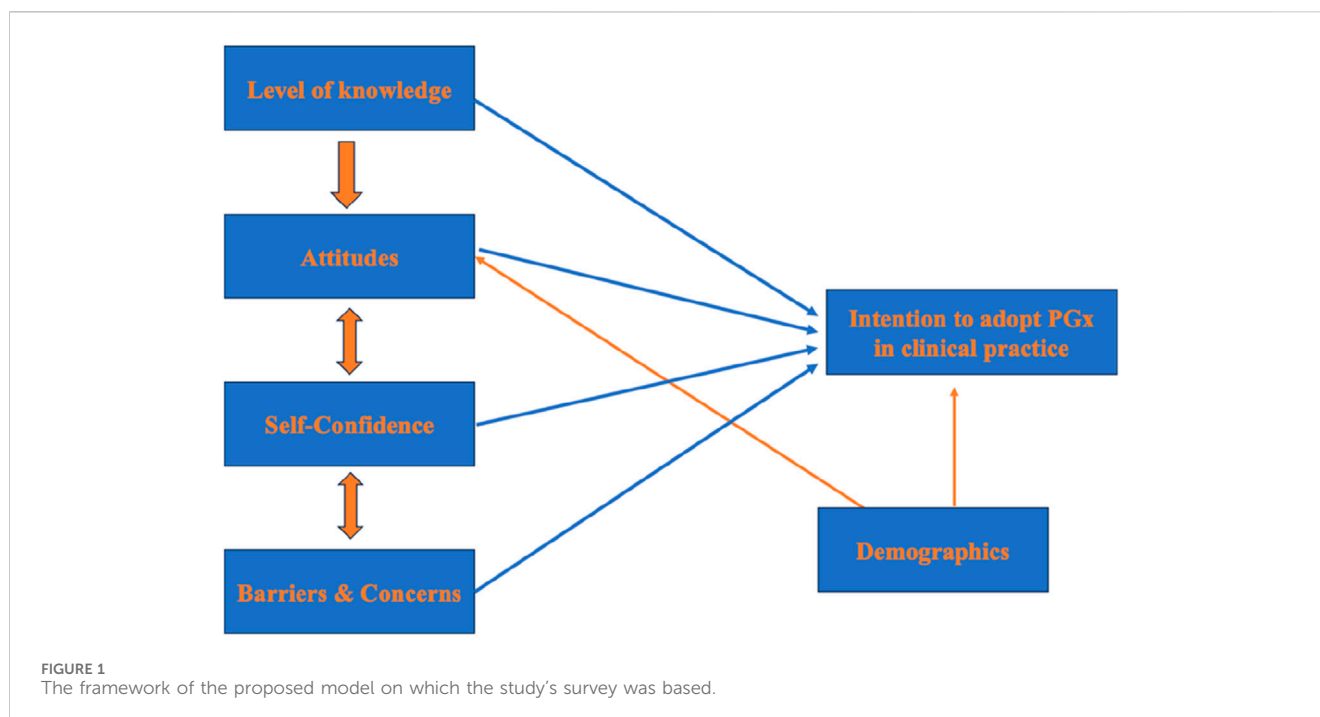 Level of knowledge
Attitudes
Self-Confidence
Barriers & Concerns
Intention to adopt PGx
in clinical practice
Demographics
FIGURE 1
The framework of the proposed model on which the study's survey was based.